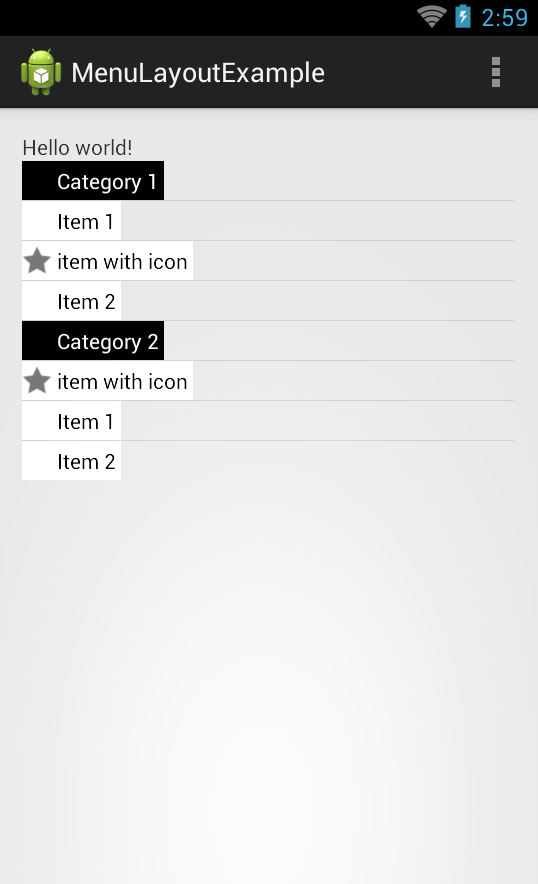 2:59
MenuLayoutExample
Hello world!
Category 1
Item 1
item with icon
Item 2
Category 2
item with icon
Item 1
Item 2